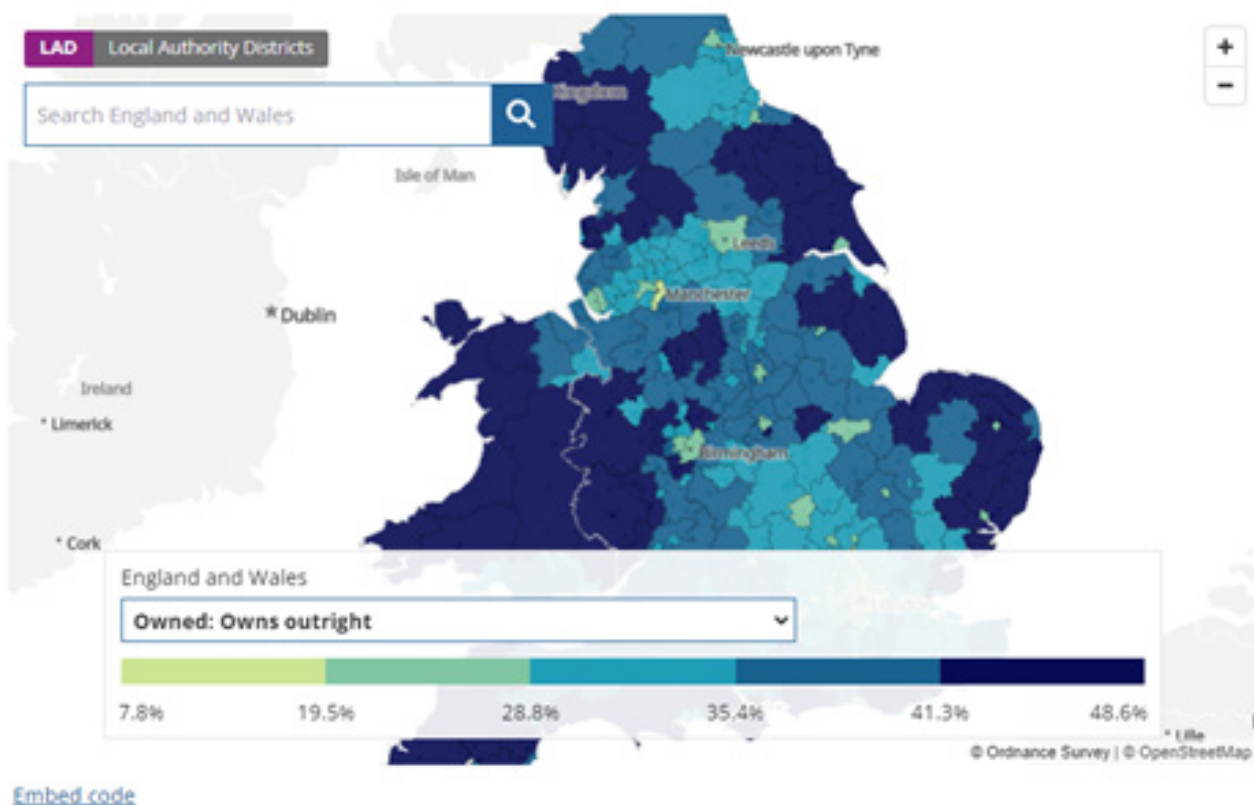 LAD Local Authority Districts
Search England and Wales
Newcastle upon Tyne
Kingdom
Isle of Man
Leeds
Manchester
Dublin
Ireland
Limerick
Birmingham
Cork
England and Wales
Owned: Owns outright
7.8% 19.5% 28.8% 35.4% 41.3% 48.6%
Lille
© Ordnance Survey | © OpenStreetMap
Embed code